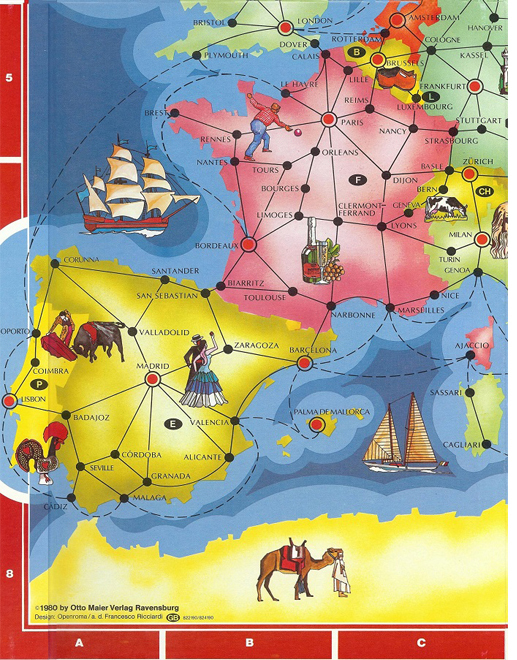 BRISTOL
LONDON
AMSTERDAM
HANOVER
ROTTERDAM
DOVER
COLOGNE
PLYMOUTH
CALAIS
B
BRUSSELS
KASSEL
5
LILLE
LE HAVRE
FRANKFURT
L
REIMS
LUXEMBOURG
BREST
PARIS
STUTTGART
RENNES
NANCY
STRASBOURG
ORLEANS
NANTES
TOURS
BASLE
ZÜRICH
F
DIJON
BOURGES
BERN
CH
CLERMONT-
FERRAND
GENEVA
LIMOGES
LYONS
MILAN
BORDEAUX
TURIN
CORUNNA
GENOA
SANTANDER
BIARRITZ
SAN SEBASTIAN
TOULOUSE
NICE
NARBONNE
MARSEILLES
OPORTO
VALLADOLID
ZARAGOZA
BARCELONA
AJACCIO
COIMBRA
MADRID
P
SASSARI
LISBON
BADAJOZ
E
VALENCIA
PALMA DE MALLORCA
CAGLIARI
CÓRDOBA
ALICANTE
SEVILLE
GRANADA
CADIZ
MALAGA
8
©1980 by Otto Maier Verlag Ravensburg
Design: Openroma / a. d. Francesco Ricciardi GB 622190/624190
A
B
C